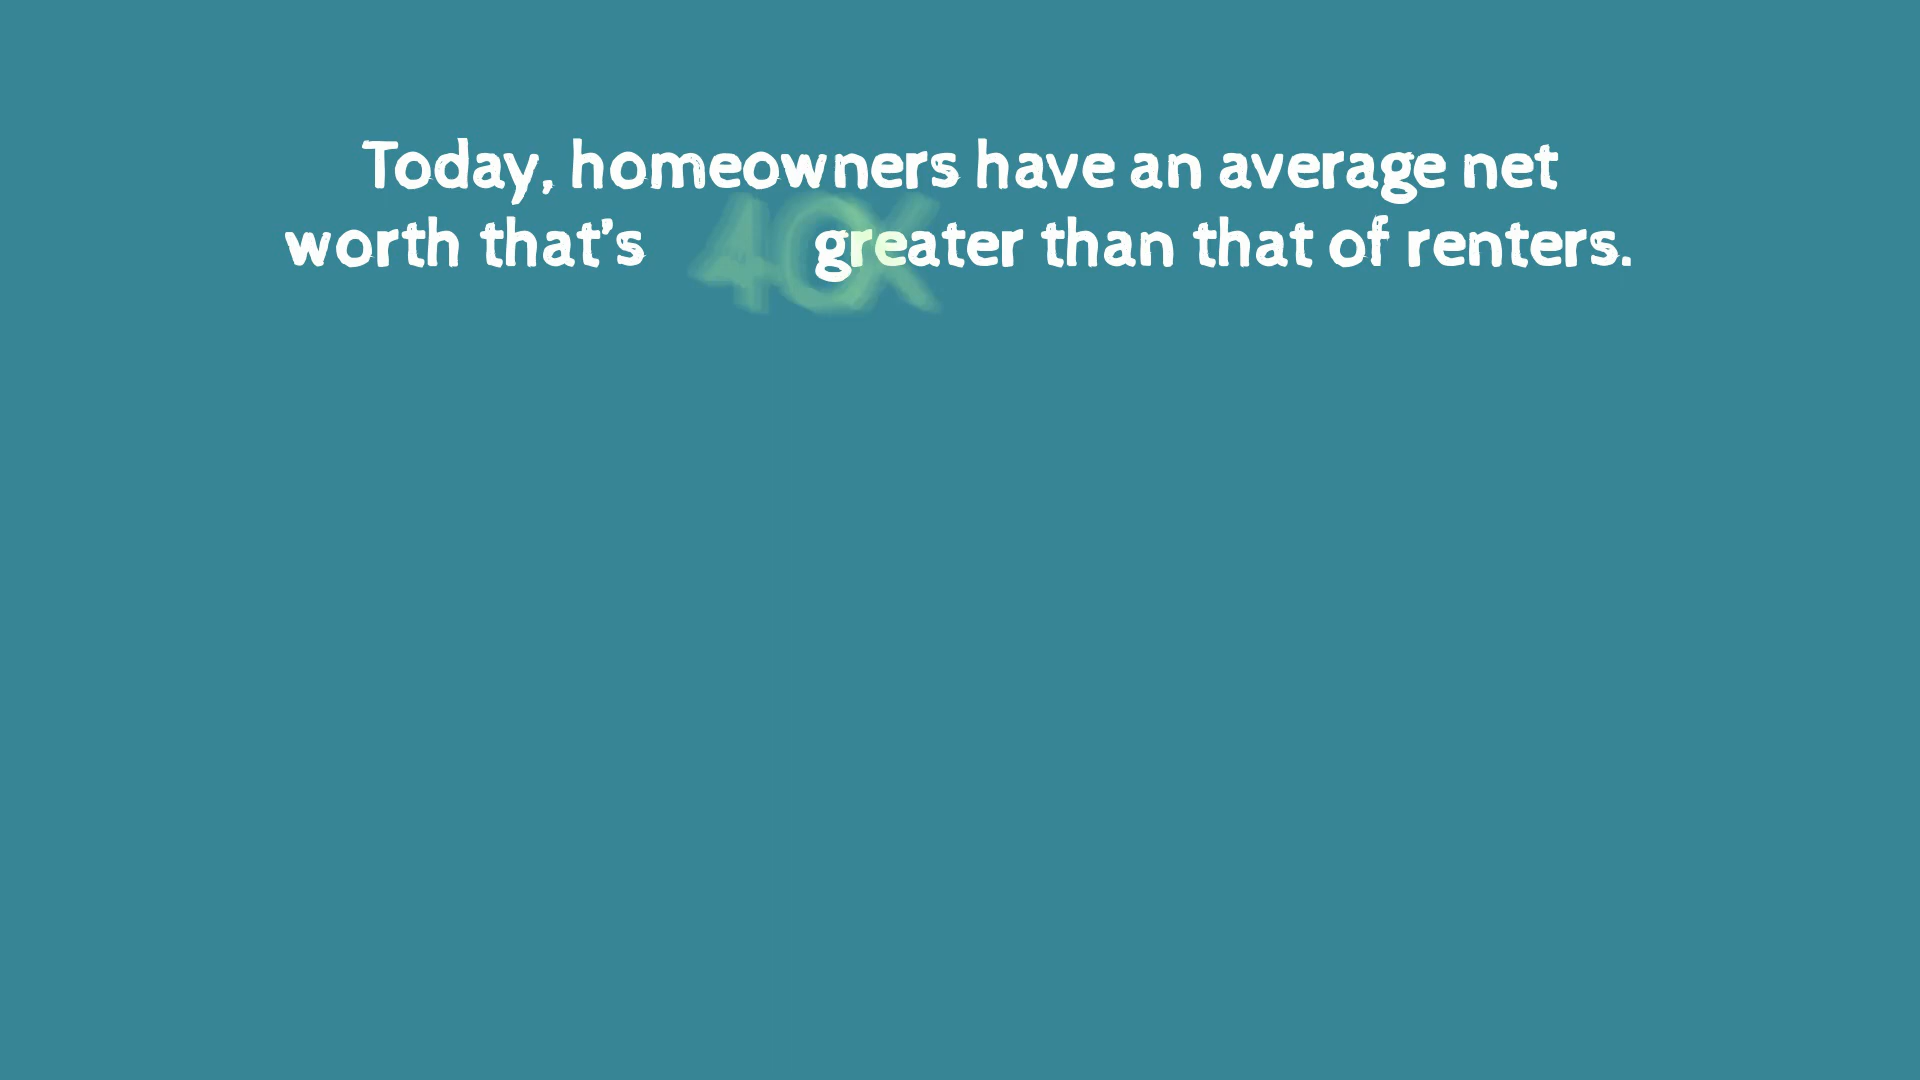 Today, homeowners have an average net
worth that's 40X greater than that of renters.